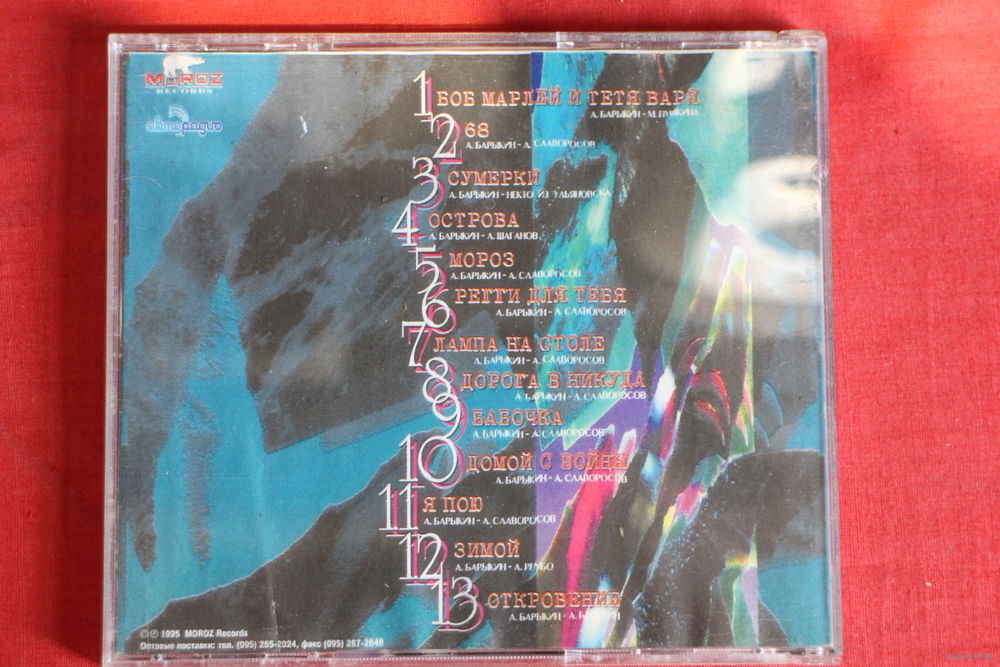 MOROZ
RECORDS
авторадио
1 БОБ МАРЛЕЙ И ТЕТЯ ВАРЯ
А. БАРЫКИН - М. ПУШКИНА
2 68
А. БАРЫКИН - А. СЛАВОРОСОВ
3 СУМЕРКИ
А. БАРЫКИН - НЕКТО ИЗ УЛЬЯНОВСКА
4 ОСТРОВА
А. БАРЫКИН - А. ШАГАНОВ
5 МОРОЗ
А. БАРЫКИН - А. СЛАВОРОСОВ
6 РЕГГИ ДЛЯ ТЕБЯ
А. БАРЫКИН - А. СЛАВОРОСОВ
7 ЛАМПА НА СТОЛЕ
А. БАРЫКИН - А. СЛАВОРОСОВ
8 ДОРОГА В НИКУДА
А. БАРЫКИН - А. СЛАВОРОСОВ
9 БАБОЧКА
А. БАРЫКИН - А. СЛАВОРОСОВ
10 ДОМОЙ С ВОЙНЫ
А. БАРЫКИН - А. СЛАВОРОСОВ
11 Я ПОЮ
А. БАРЫКИН - А. СЛАВОРОСОВ
12 ЗИМОЙ
А. БАРЫКИН - А.
13 ОТКРОВЕНИЕ
А. БАРЫКИН - А.
©℗ 1995 MOROZ Records
Оптовые поставки: тел. (095) 265-2024, факс (095) 267-2840